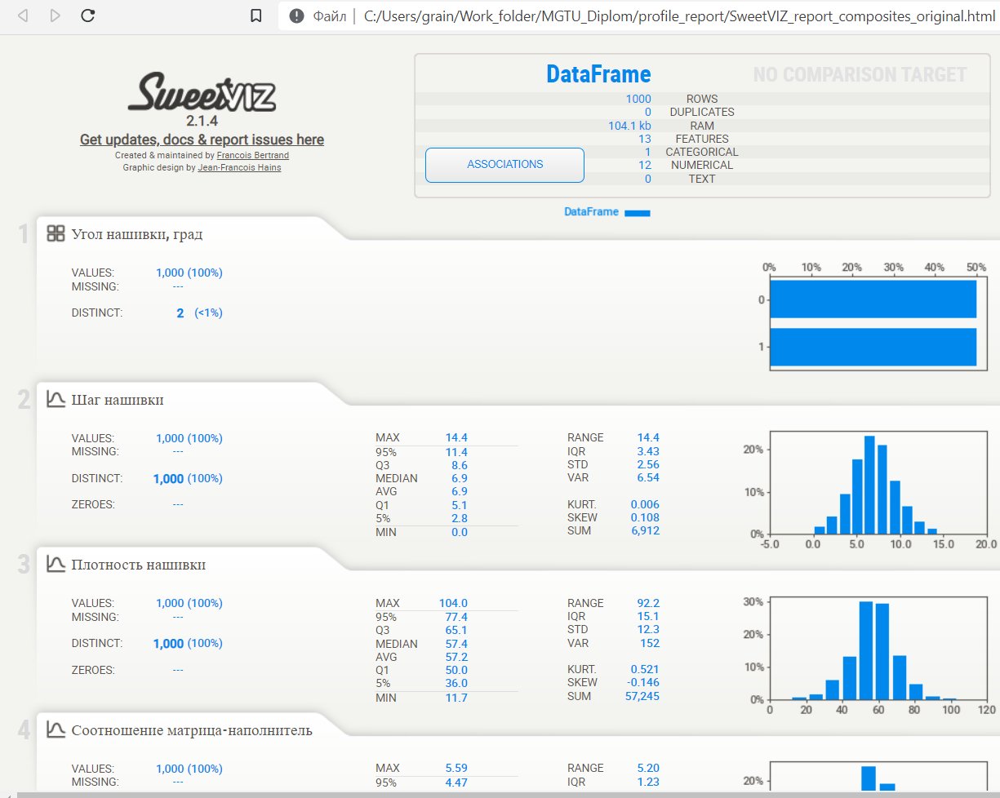 Файл | C:/Users/grain/Work_folder/MGTU_Diplom/profile_report/SweetVIZ_report_composites_original.html
SweetVIZ
2.1.4
Get updates, docs & report issues here
Created & maintained by Francois Bertrand
Graphic design by Jean-Francois Hains
DataFrame NO COMPARISON TARGET
1000 ROWS
0 DUPLICATES
104.1 kb RAM
13 FEATURES
1 CATEGORICAL
12 NUMERICAL
0 TEXT
ASSOCIATIONS
DataFrame
1 Угол нашивки, град
VALUES: 1,000 (100%)
MISSING: ---
DISTINCT: 2 (<1%)
0% 10% 20% 30% 40% 50%
0
1
2 Шаг нашивки
VALUES: 1,000 (100%)
MISSING: ---
DISTINCT: 1,000 (100%)
ZEROES: ---
MAX 14.4
95% 11.4
Q3 8.6
MEDIAN 6.9
AVG 6.9
Q1 5.1
5% 2.8
MIN 0.0
RANGE 14.4
IQR 3.43
STD 2.56
VAR 6.54
KURT. 0.006
SKEW 0.108
SUM 6,912
20%
10%
0%
-5.0 0.0 5.0 10.0 15.0 20.0
3 Плотность нашивки
VALUES: 1,000 (100%)
MISSING: ---
DISTINCT: 1,000 (100%)
ZEROES: ---
MAX 104.0
95% 77.4
Q3 65.1
MEDIAN 57.4
AVG 57.2
Q1 50.0
5% 36.0
MIN 11.7
RANGE 92.2
IQR 15.1
STD 12.3
VAR 152
KURT. 0.521
SKEW -0.146
SUM 57,245
30%
20%
10%
0%
0 20 40 60 80 100 120
4 Соотношение матрица-наполнитель
VALUES: 1,000 (100%)
MISSING: ---
MAX 5.59
95% 4.47
RANGE 5.20
IQR 1.23
20%